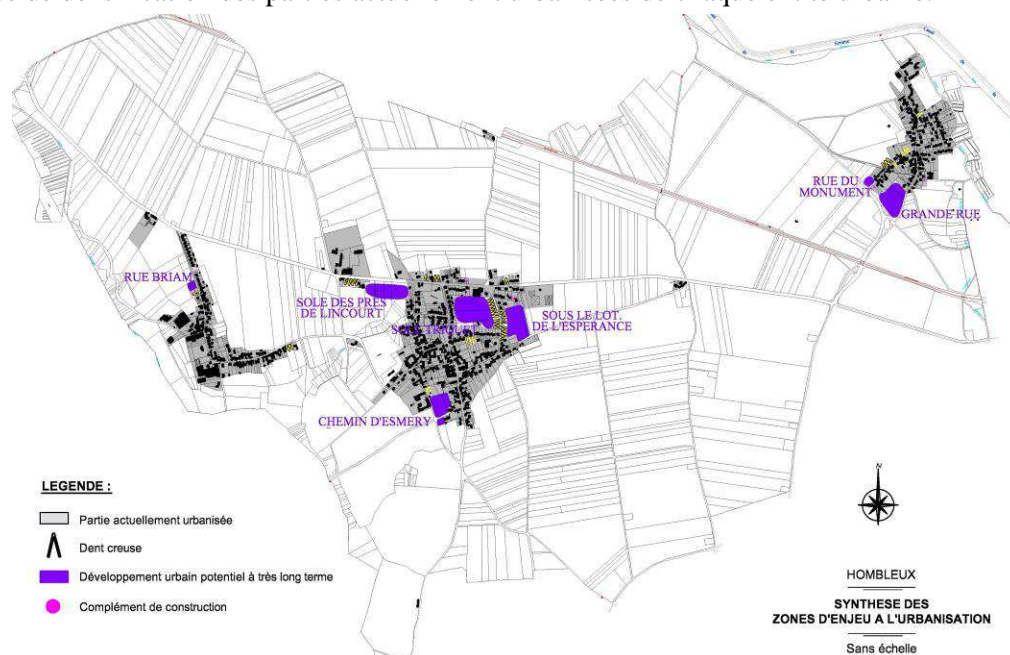 RUE DU
MONUMENT
GRANDE RUE
RUE BRIAM
SOLE DES PRES
DE LINCOURT
SOUS LE LOT.
DE L'ESPERANCE
CHEMIN D'ESMERY
LEGENDE :
Partie actuellement urbanisée
Dent creuse
Développement urbain potentiel à très long terme
Complément de construction
N
HOMBLEUX
SYNTHESE DES
ZONES D'ENJEU A L'URBANISATION
Sans échelle